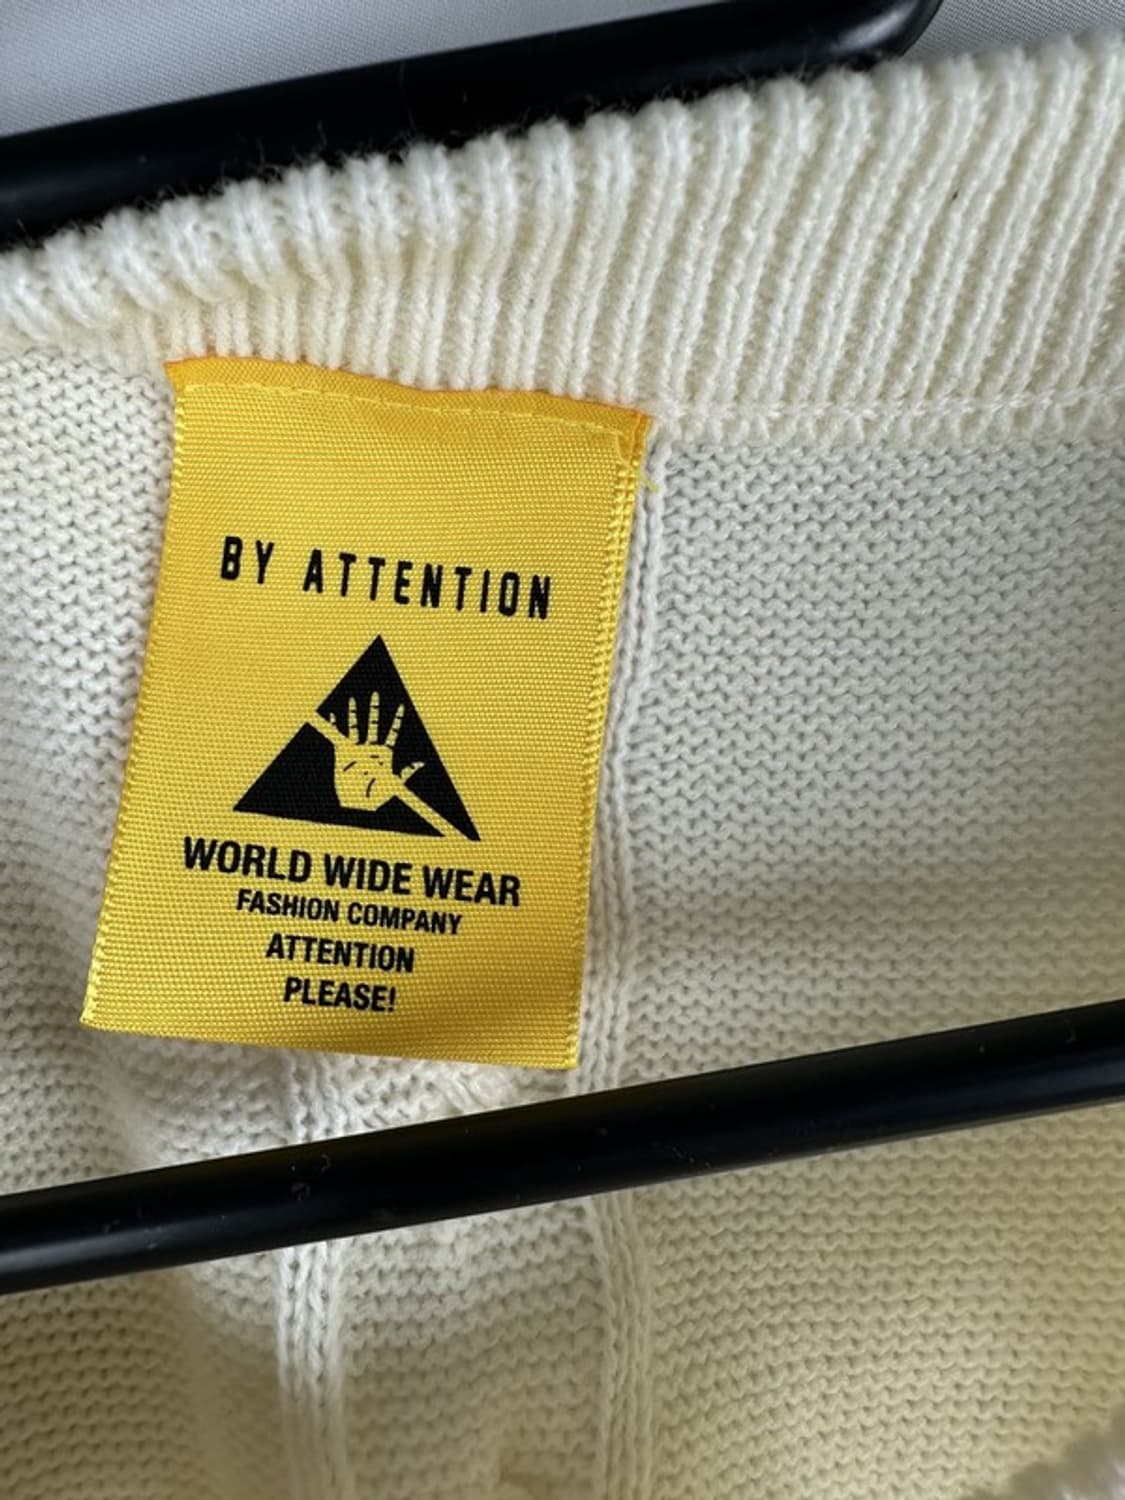 BY ATTENTION
WORLD WIDE WEAR
FASHION COMPANY
ATTENTION
PLEASE!